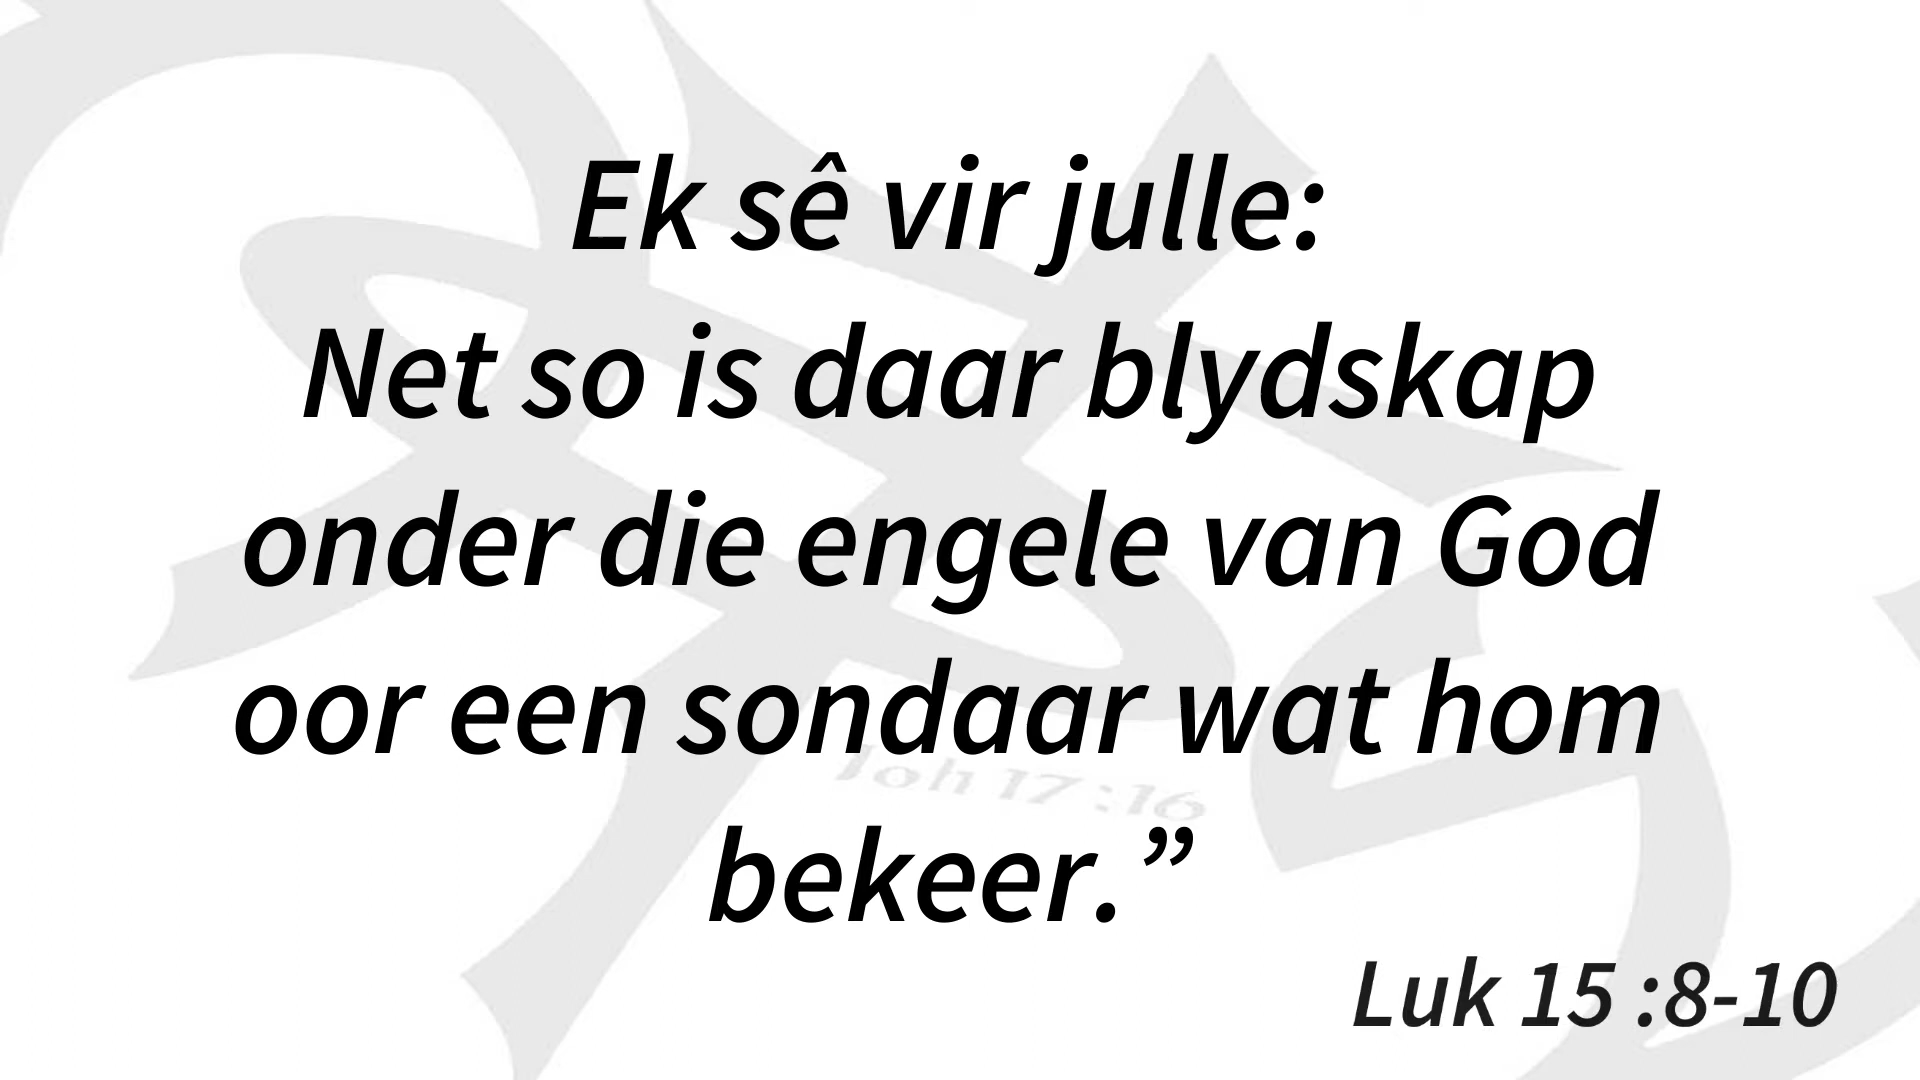 Ek sê vir julle:
Net so is daar blydskap
onder die engele van God
oor een sondaar wat hom
Joh 17:16
bekeer.”
Luk 15 :8-10